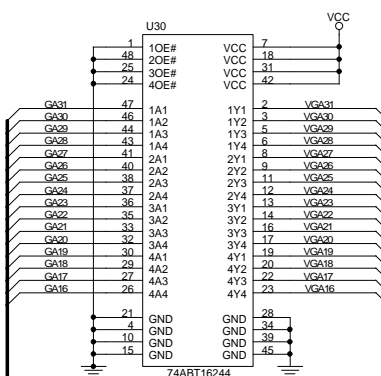 U30
VCC
1 1OE# VCC 7
48 2OE# VCC 18
25 3OE# VCC 31
24 4OE# VCC 42
GA31 47 1A1 1Y1 2 VGA31
GA30 46 1A2 1Y2 3 VGA30
GA29 44 1A3 1Y3 5 VGA29
GA28 43 1A4 1Y4 6 VGA28
GA27 41 2A1 2Y1 8 VGA27
GA26 40 2A2 2Y2 9 VGA26
GA25 38 2A3 2Y3 11 VGA25
GA24 37 2A4 2Y4 12 VGA24
GA23 36 3A1 3Y1 13 VGA23
GA22 35 3A2 3Y2 14 VGA22
GA21 33 3A3 3Y3 16 VGA21
GA20 32 3A4 3Y4 17 VGA20
GA19 30 4A1 4Y1 19 VGA19
GA18 29 4A2 4Y2 20 VGA18
GA17 27 4A3 4Y3 22 VGA17
GA16 26 4A4 4Y4 23 VGA16
21 GND GND 28
4 GND GND 34
10 GND GND 39
15 GND GND 45
74ABT16244